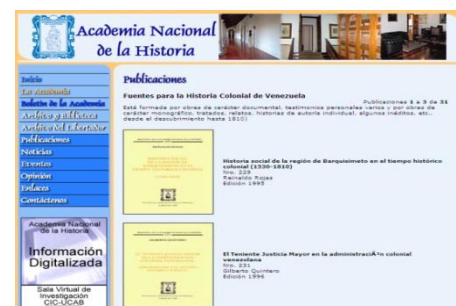 Academia Nacional
de la Historia
Inicio
La Academia
Boletín de la Academia
Archivo y Biblioteca
Archivo del Libertador
Publicaciones
Noticias
Eventos
Opinión
Enlaces
Contáctenos
Academia Nacional
de la Historia
Información
Digitalizada
Sala Virtual de
Investigación
CIC-UCAB
Publicaciones
Fuentes para la Historia Colonial de Venezuela
Publicaciones 1 a 3 de 31
Está formada por obras de carácter documental, testimonios personales varios y por obras de
carácter monográfico, tratados, relatos, historias de autoría individual, algunos inéditos, etc.,
desde el descubrimiento hasta 1810)
Historia social de la región de Barquisimeto en el tiempo histórico
colonial (1530-1810)
Nro. 229
Reinaldo Rojas
Edición 1995
El Teniente Justicia Mayor en la administraciÃ³n colonial
venezolana
Nro. 231
Gilberto Quintero
Edición 1996